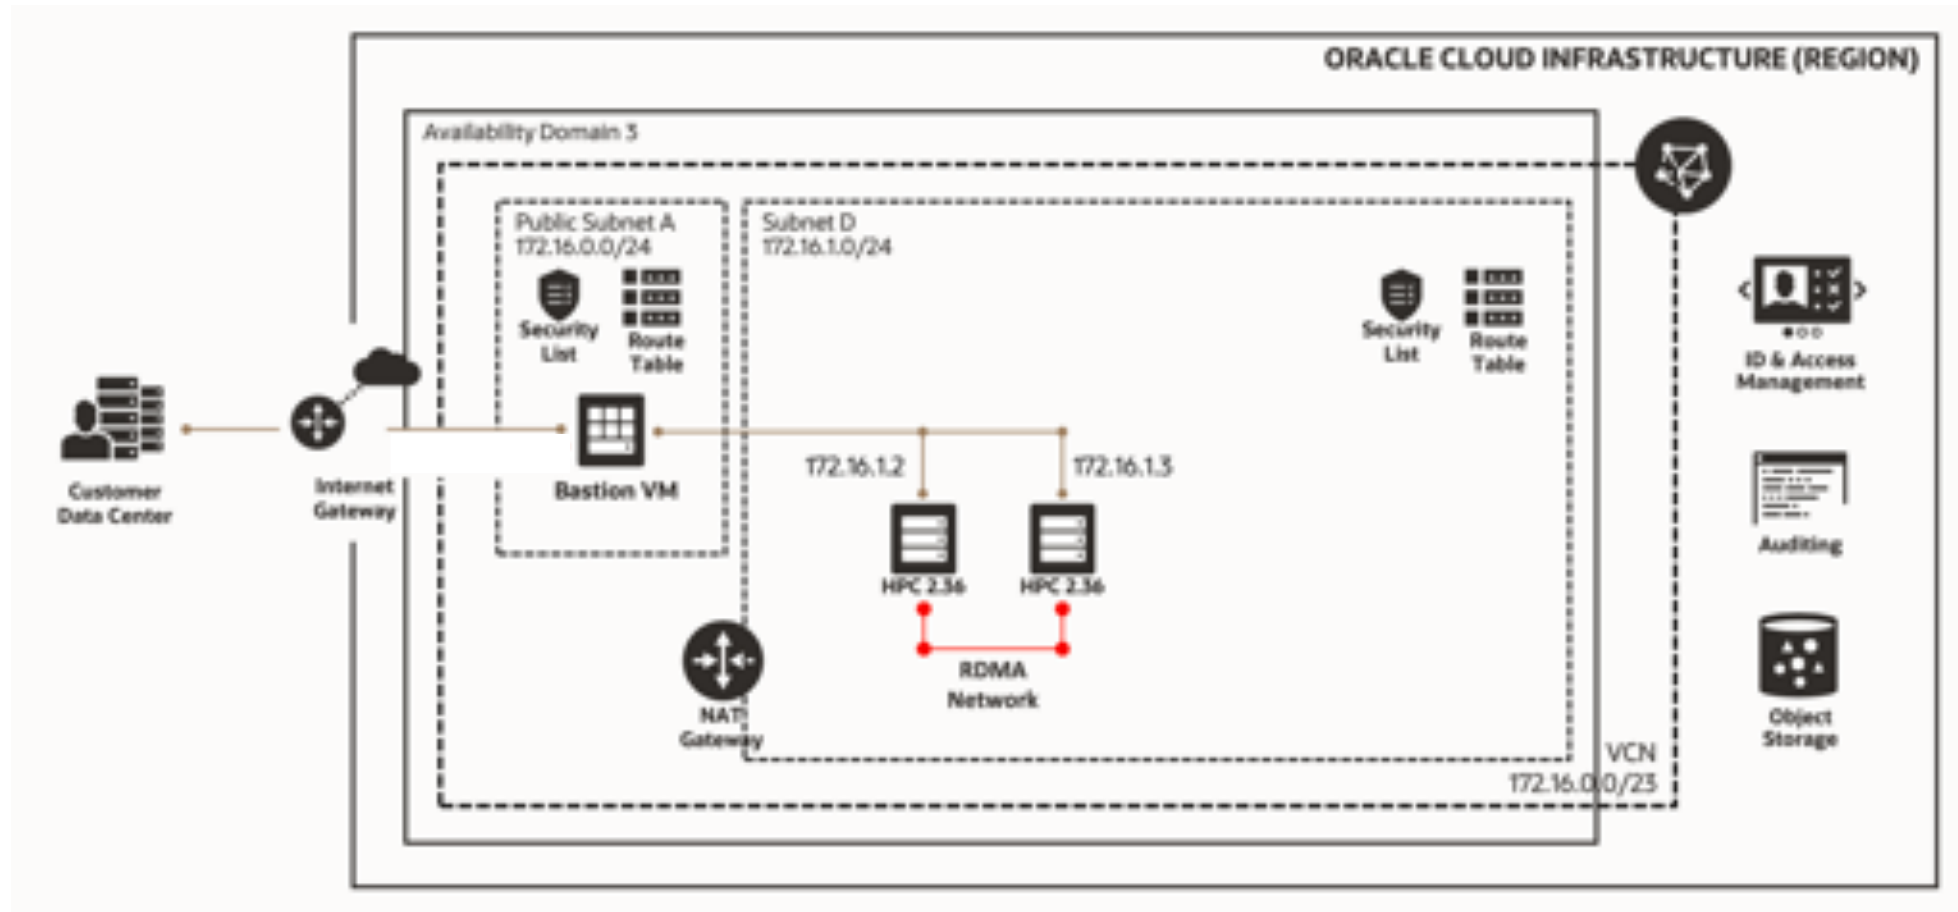 ORACLE CLOUD INFRASTRUCTURE (REGION)
Availability Domain 3
Public Subnet A
172.16.0.0/24
Security
List
Route
Table
Subnet D
172.16.1.0/24
Security
List
Route
Table
ID & Access
Management
Customer
Data Center
Internet
Gateway
Bastion VM
172.16.1.2
172.16.1.3
HPC 2.36
HPC 2.36
RDMA
Network
NAT
Gateway
Auditing
Object
Storage
VCN
172.16.0.0/23